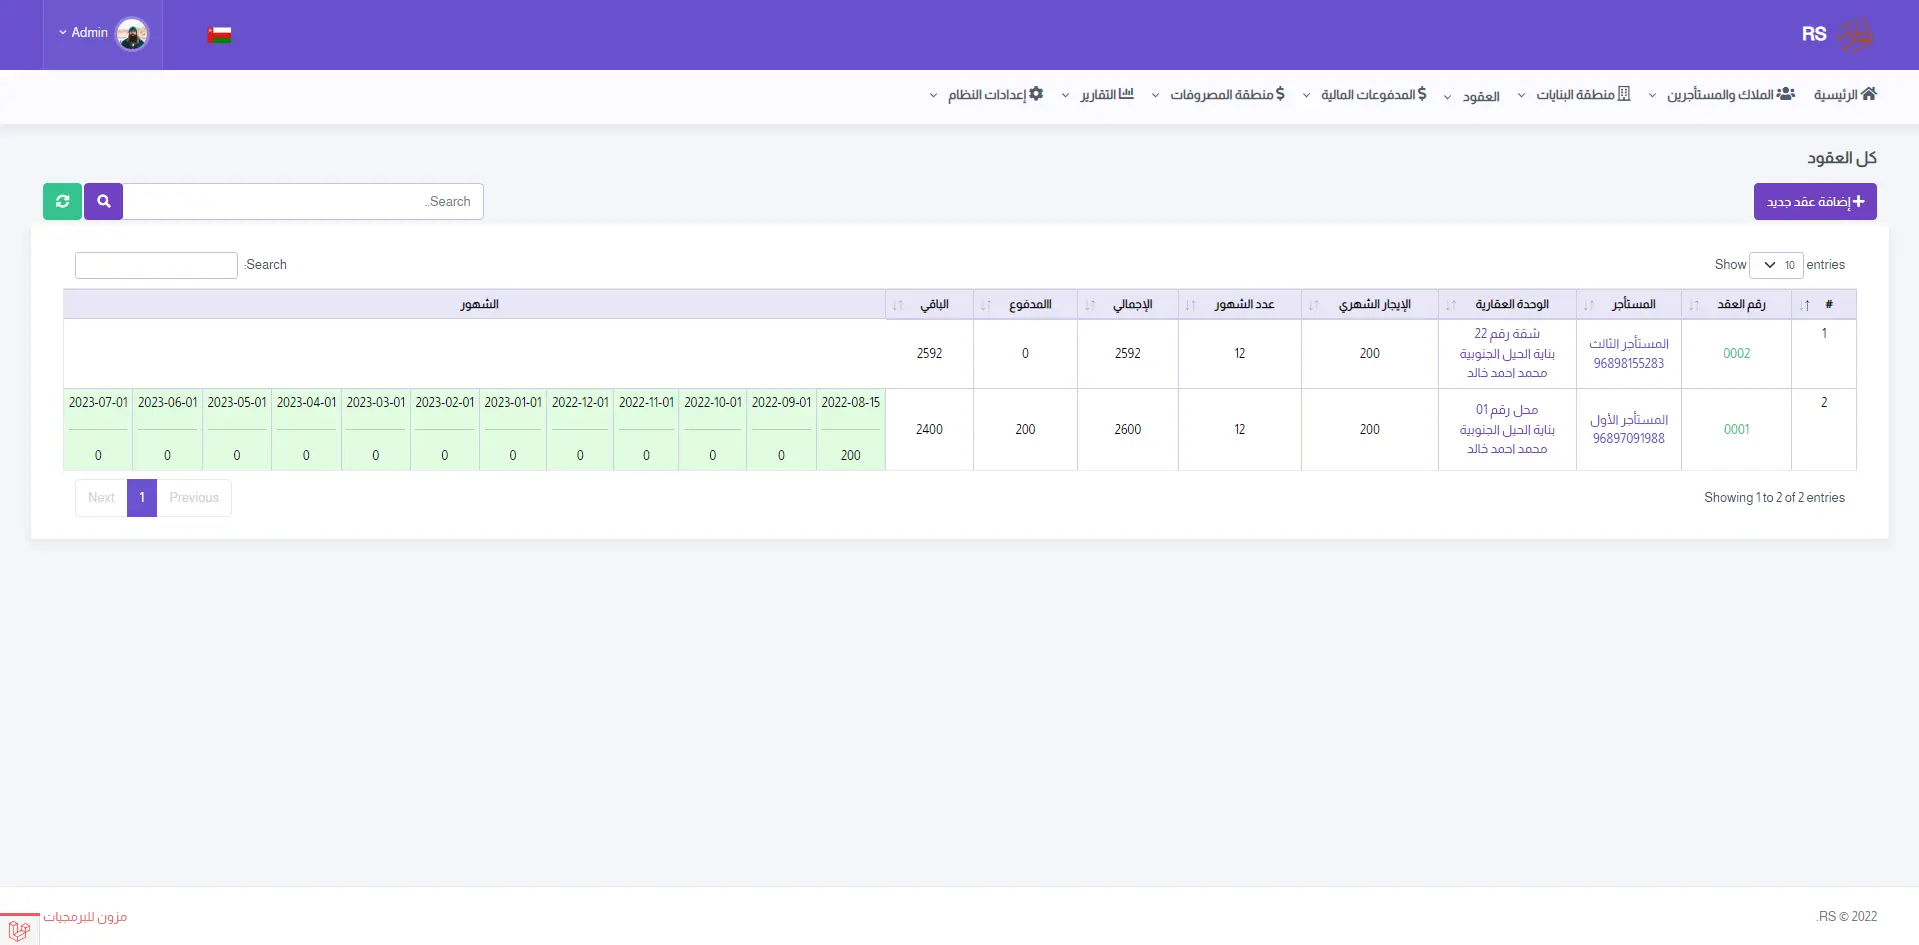 RS
Admin
الرئيسية
الملاك والمستأجرين
منطقة البنايات
العقود
المدفوعات المالية
منطقة المصروفات
التقارير
إعدادات النظام
كل العقود
إضافة عقد جديد
Search..
Show 10 entries
Search:
# رقم العقد المستأجر الوحدة العقارية الإيجار الشهري عدد الشهور الإجمالي االمدفوع الباقي الشهور
1
0002
المستأجر الثالث
96898155283
شقة رقم 22
بناية الحيل الجنوبية
محمد احمد خالد
200
12
2592
0
2592
2
0001
المستأجر الأول
96897091988
محل رقم 01
بناية الحيل الجنوبية
محمد احمد خالد
200
12
2600
200
2400
2022-08-15 2022-09-01 2022-10-01 2022-11-01 2022-12-01 2023-01-01 2023-02-01 2023-03-01 2023-04-01 2023-05-01 2023-06-01 2023-07-01
200 0 0 0 0 0 0 0 0 0 0 0
Showing 1 to 2 of 2 entries
Previous 1 Next
2022 © RS.
مزون للبرمجيات